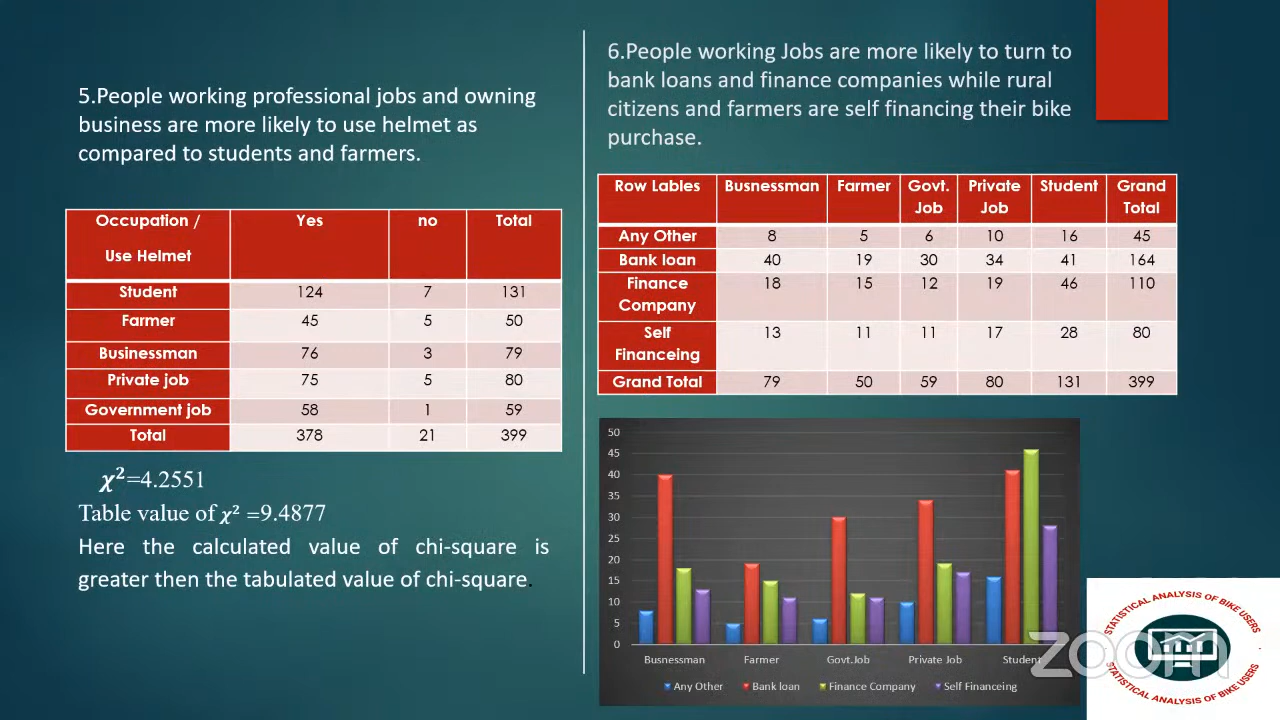 5.People working professional jobs and owning
business are more likely to use helmet as
compared to students and farmers.
Occupation / Yes no Total
Use Helmet
Student 124 7 131
Farmer 45 5 50
Businessman 76 3 79
Private job 75 5 80
Government job 58 1 59
Total 378 21 399
χ²=4.2551
Table value of χ² =9.4877
Here the calculated value of chi-square is
greater then the tabulated value of chi-square.
6.People working Jobs are more likely to turn to
bank loans and finance companies while rural
citizens and farmers are self financing their bike
purchase.
Row Lables Busnessman Farmer Govt. Private Student Grand
Job Job Total
Any Other 8 5 6 10 16 45
Bank loan 40 19 30 34 41 164
Finance 18 15 12 19 46 110
Company
Self 13 11 11 17 28 80
Financeing
Grand Total 79 50 59 80 131 399
50
45
40
35
30
25
20
15
10
5
0
Busnessman Farmer Govt.Job Private Job Student
Any Other Bank loan Finance Company Self Financeing
STATISTICAL ANALYSIS OF BIKE USERS
STATISTICAL ANALYSIS OF BIKE USERS
zoom